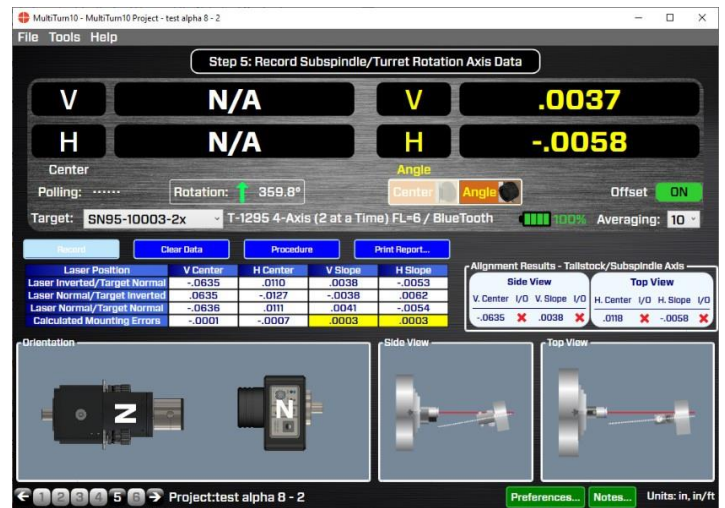 MultiTurn10 - MultiTurn10 Project - test alpha 8 - 2
File Tools Help
Step 5: Record Subspindle/Turret Rotation Axis Data
V N/A V .0037
H N/A H -.0058
Center Angle
Polling: ...... Rotation: 359.8° Center Angle Offset ON
Target: SN95-10003-2x T-1295 4-Axis (2 at a Time) FL=6 / BlueTooth 100% Averaging: 10
Record Clear Data Procedure Print Report...
Laser Position V Center H Center V Slope H Slope
Laser Inverted/Target Normal -.0635 .0110 .0038 -.0053
Laser Normal/Target Inverted .0635 -.0127 -.0038 .0062
Laser Normal/Target Normal -.0636 .0111 .0041 -.0054
Calculated Mounting Errors -.0001 -.0007 .0003 .0003
Alignment Results - Tailstock/Subspindle Axis
Side View Top View
V. Center I/O V. Slope I/O H. Center I/O H. Slope I/O
-.0635 .0038 .0118 -.0058
Orientation Side View Top View
N N
1 2 3 4 5 6 Project:test alpha 8 - 2 Preferences... Notes... Units: in, in/ft